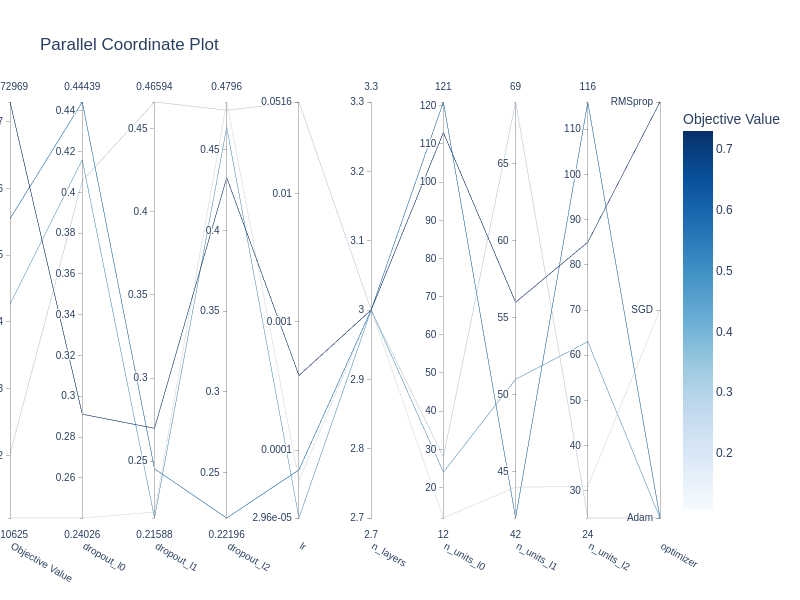 Parallel Coordinate Plot
72969 0.44439 0.46594 0.4796 0.0516 3.3 121 69 116
0.44 0.45 0.45 0.01 3.3 120 65 110 RMSprop
0.42 0.4 0.4 0.001 3.2 110 60 100 SGD
0.4 0.35 0.35 0.0001 3.1 100 55 90 Adam
0.38 0.3 0.3 2.96e-05 3 90 50 80
0.36 0.25 0.25 2.9 80 45 70
0.34 2.8 70 60
0.32 2.7 60 50
0.3 50 40
0.28 40 30
0.26 30
20
10625 0.24026 0.21588 0.22196 2.7 12 42 24
Objective Value dropout_l0 dropout_l1 dropout_l2 lr n_layers n_units_l0 n_units_l1 n_units_l2 optimizer
Objective Value
0.7
0.6
0.5
0.4
0.3
0.2